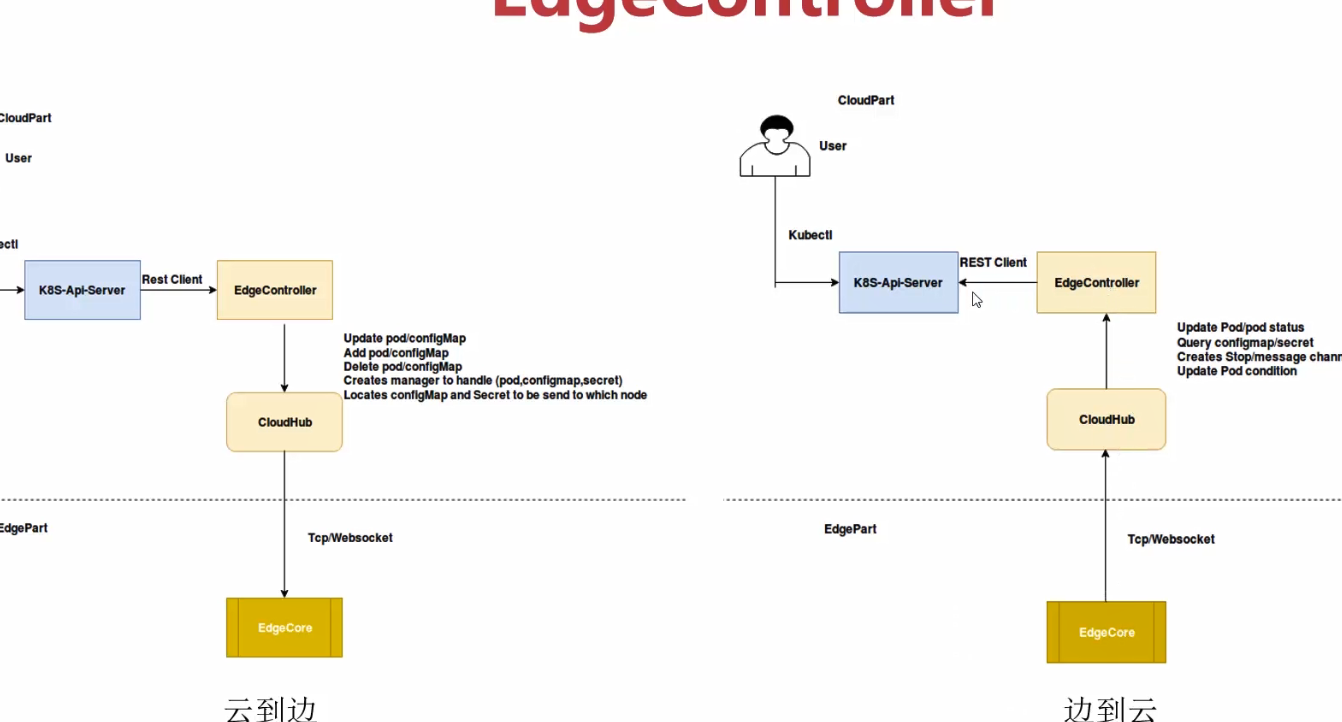 EdgeController
CloudPart
User
ectl
K8S-Api-Server
Rest Client
EdgeController
Update pod/configMap
Add pod/configMap
Delete pod/configMap
Creates manager to handle (pod,configmap,secret)
Locates configMap and Secret to be send to which node
CloudHub
EdgePart
Tcp/Websocket
EdgeCore
云到边
CloudPart
User
Kubectl
K8S-Api-Server
REST Client
EdgeController
Update Pod/pod status
Query configmap/secret
Creates Stop/message chann
Update Pod condition
CloudHub
EdgePart
Tcp/Websocket
EdgeCore
边到云